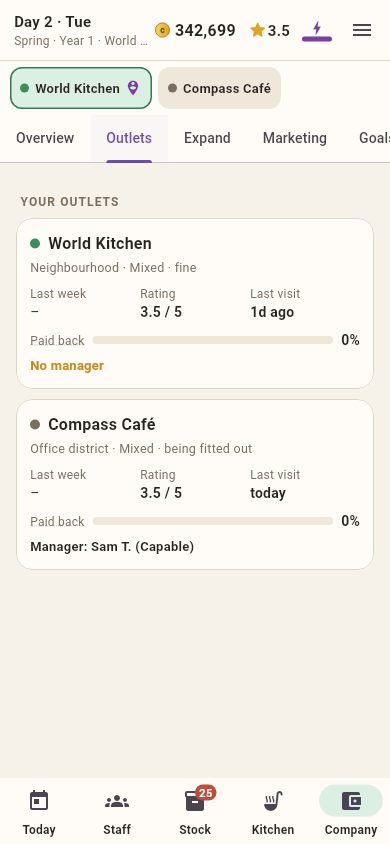 Day 2 · Tue
Spring · Year 1 · World ...
342,699
3.5
World Kitchen
Compass Café
Overview
Outlets
Expand
Marketing
Goals
YOUR OUTLETS
World Kitchen
Neighbourhood · Mixed · fine
Last week
Rating
Last visit
–
3.5 / 5
1d ago
Paid back
0%
No manager
Compass Café
Office district · Mixed · being fitted out
Last week
Rating
Last visit
–
3.5 / 5
today
Paid back
0%
Manager: Sam T. (Capable)
25
Today
Staff
Stock
Kitchen
Company